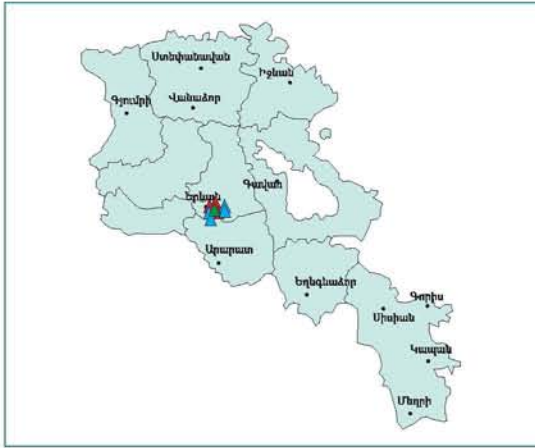 Ստեփանավան
Իջևան
Գյումրի
Վանաձոր
Երևան
Գավառ
Արարատ
Եղեգնաձոր
Գորիս
Սիսիան
Կապան
Մեղրի